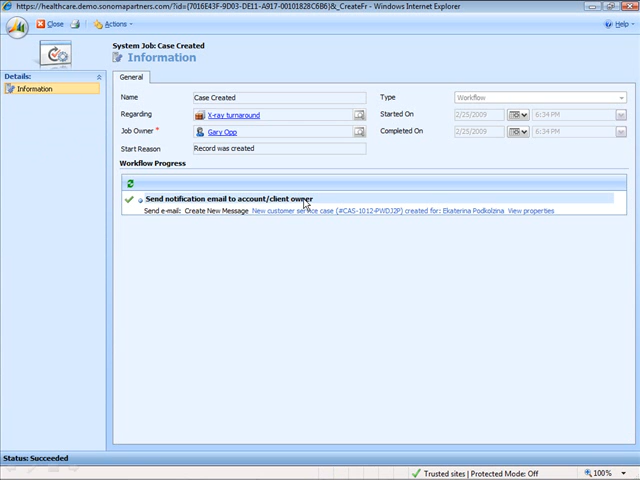 https://healthcare.demo.sonomapartners.com/?id={7016E43F-9D03-DE11-A917-00101828C6B6}&_CreateFr - Windows Internet Explorer
Close Actions Help
System Job: Case Created
Information
Details:
Information
General
Name Case Created Type Workflow
Regarding X-ray turnaround Started On 2/25/2009 6:34 PM
Job Owner * Gary Opp Completed On 2/25/2009 6:34 PM
Start Reason Record was created
Workflow Progress
Send notification email to account/client owner
Send e-mail: Create New Message New customer service case (#CAS-1012-PWDJ2P) created for: Ekaterina Podkolzina View properties
Status: Succeeded
Trusted sites | Protected Mode: Off 100%